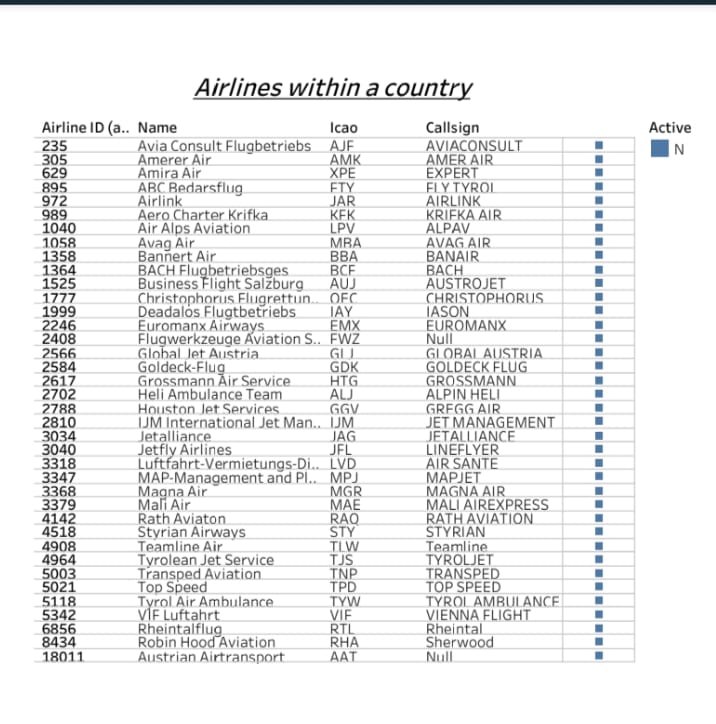 Airlines within a country
Airline ID (a.. Name Icao Callsign Active
235 Avia Consult Flugbetriebs AJF AVIACONSULT N
305 Amerer Air AMK AMER AIR
629 Amira Air XPE EXPERT
895 ABC Bedarsflug FTY FLY TYROL
972 Airlink JAR AIRLINK
989 Aero Charter Krifka KFK KRIFKA AIR
1040 Air Alps Aviation LPV ALPAV
1058 Avag Air MBA AVAG AIR
1358 Bannert Air BBA BANAIR
1364 BACH Flugbetriebsges BCF BACH
1525 Business Flight Salzburg AUJ AUSTROJET
1777 Christophorus Flugrettun.. OFC CHRISTOPHORUS
1999 Deadalos Flugtbetriebs IAY IASON
2246 Euromanx Airways EMX EUROMANX
2408 Flugwerkzeuge Aviation S.. FWZ Null
2566 Global Jet Austria GLJ GLOBAL AUSTRIA
2584 Goldeck-Flug GDK GOLDECK FLUG
2617 Grossmann Air Service HTG GROSSMANN
2702 Heli Ambulance Team ALJ ALPIN HELI
2788 Houston Jet Services GGV GREGG AIR
2810 IJM International Jet Man.. IJM JET MANAGEMENT
3034 Jetalliance JAG JETALLIANCE
3040 Jetfly Airlines JFL LINEFLYER
3318 Luftfahrt-Vermietungs-Di.. LVD AIR SANTE
3347 MAP-Management and Pl.. MPJ MAPJET
3368 Magna Air MGR MAGNA AIR
3379 Mali Air MAE MALI AIREXPRESS
4142 Rath Aviaton RAQ RATH AVIATION
4518 Styrian Airways STY STYRIAN
4908 Teamline Air TLW Teamline
4964 Tyrolean Jet Service TJS TYROLJET
5003 Transped Aviation TNP TRANSPED
5021 Top Speed TPD TOP SPEED
5118 Tyrol Air Ambulance TYW TYROL AMBULANCE
5342 VIF Luftahrt VIF VIENNA FLIGHT
6856 Rheintalflug RTL Rheintal
8434 Robin Hood Aviation RHA Sherwood
18011 Austrian Airtransport AAT Null